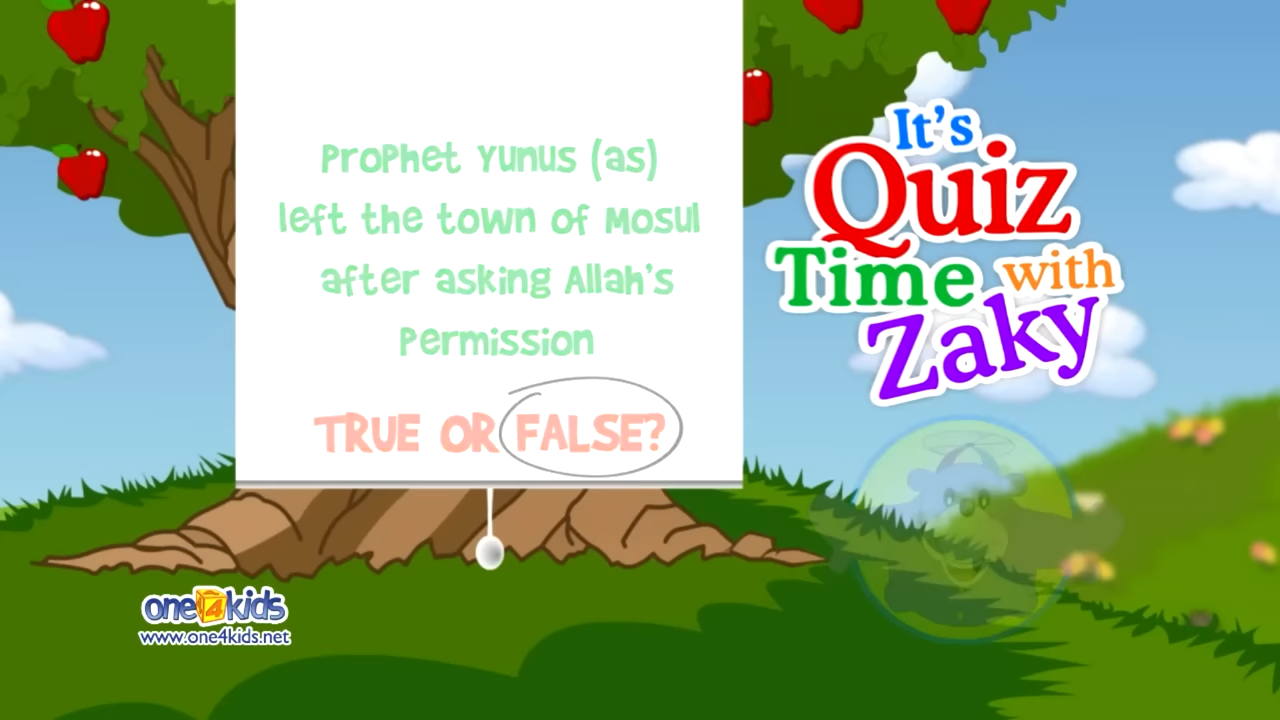 Prophet Yunus (as)
left the town of Mosul
after asking Allah's
Permission
TRUE OR FALSE?
It's
Quiz
Time with
Zaky
one4kids
www.one4kids.net